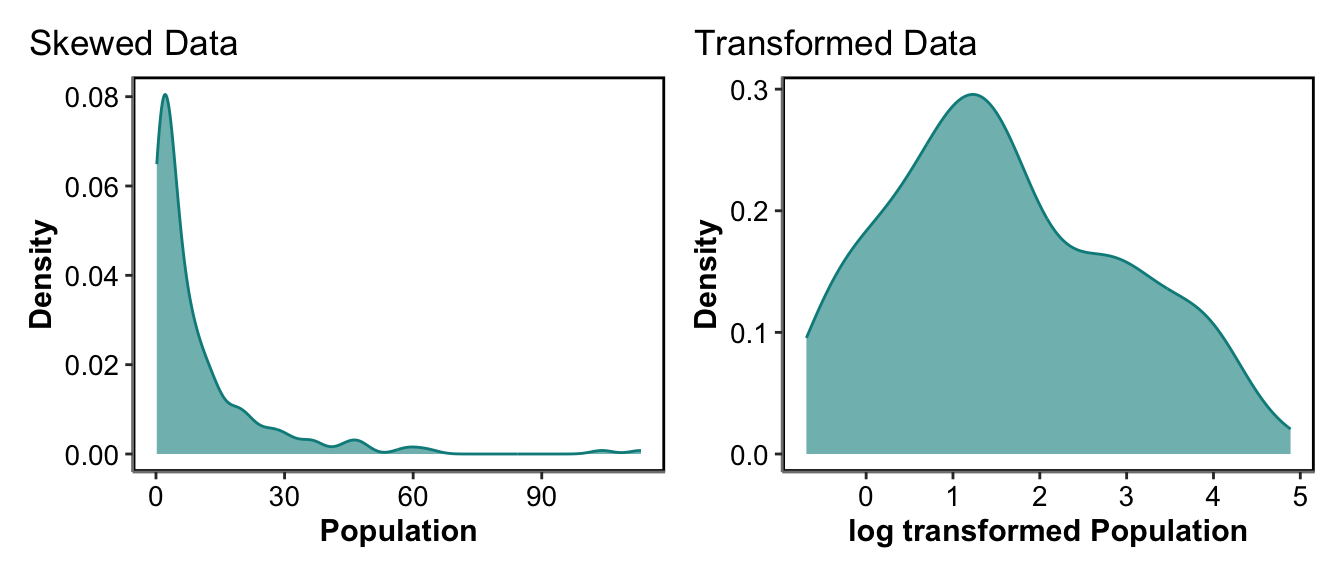 Skewed Data
Density
0.08
0.06
0.04
0.02
0.00
0 30 60 90
Population
Transformed Data
Density
0.3
0.2
0.1
0.0
0 1 2 3 4 5
log transformed Population